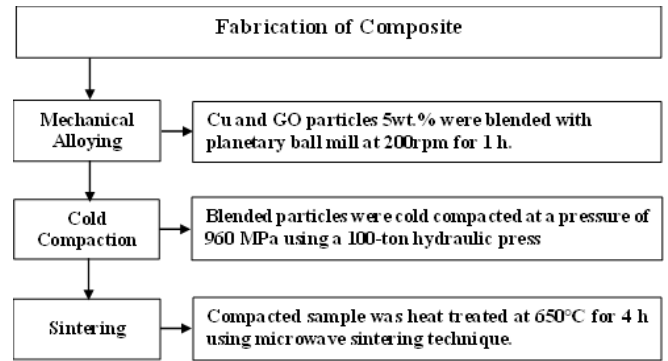 Fabrication of Composite
Mechanical
Alloying
Cu and GO particles 5wt.% were blended with
planetary ball mill at 200rpm for 1 h.
Cold
Compaction
Blended particles were cold compacted at a pressure of
960 MPa using a 100-ton hydraulic press
Sintering
Compacted sample was heat treated at 650°C for 4 h
using microwave sintering technique.